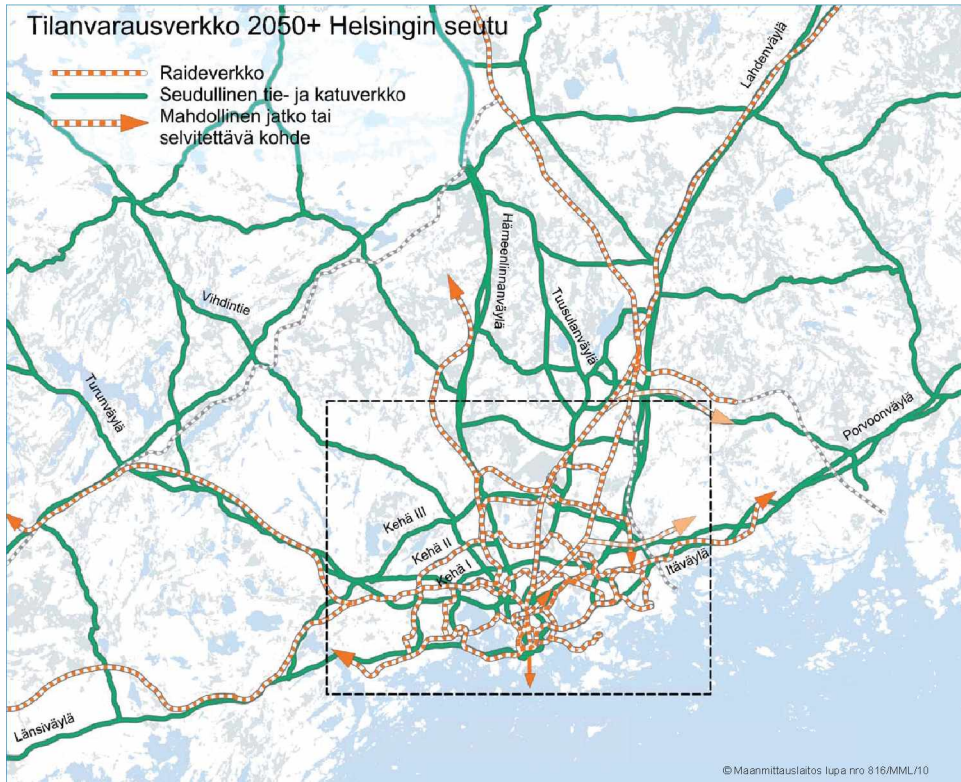 Tilanvarausverkko 2050+ Helsingin seutu
Raideverkko
Seudullinen tie- ja katuverkko
Mahdollinen jatko tai
selvitettävä kohde
Lahdenväylä
Hämeenlinnanväylä
Tuusulanväylä
Vihdintie
Turunväylä
Porvoonväylä
Kehä III
Kehä II
Kehä I
Itäväylä
Länsiväylä
© Maanmittauslaitos lupa nro 816/MML/10